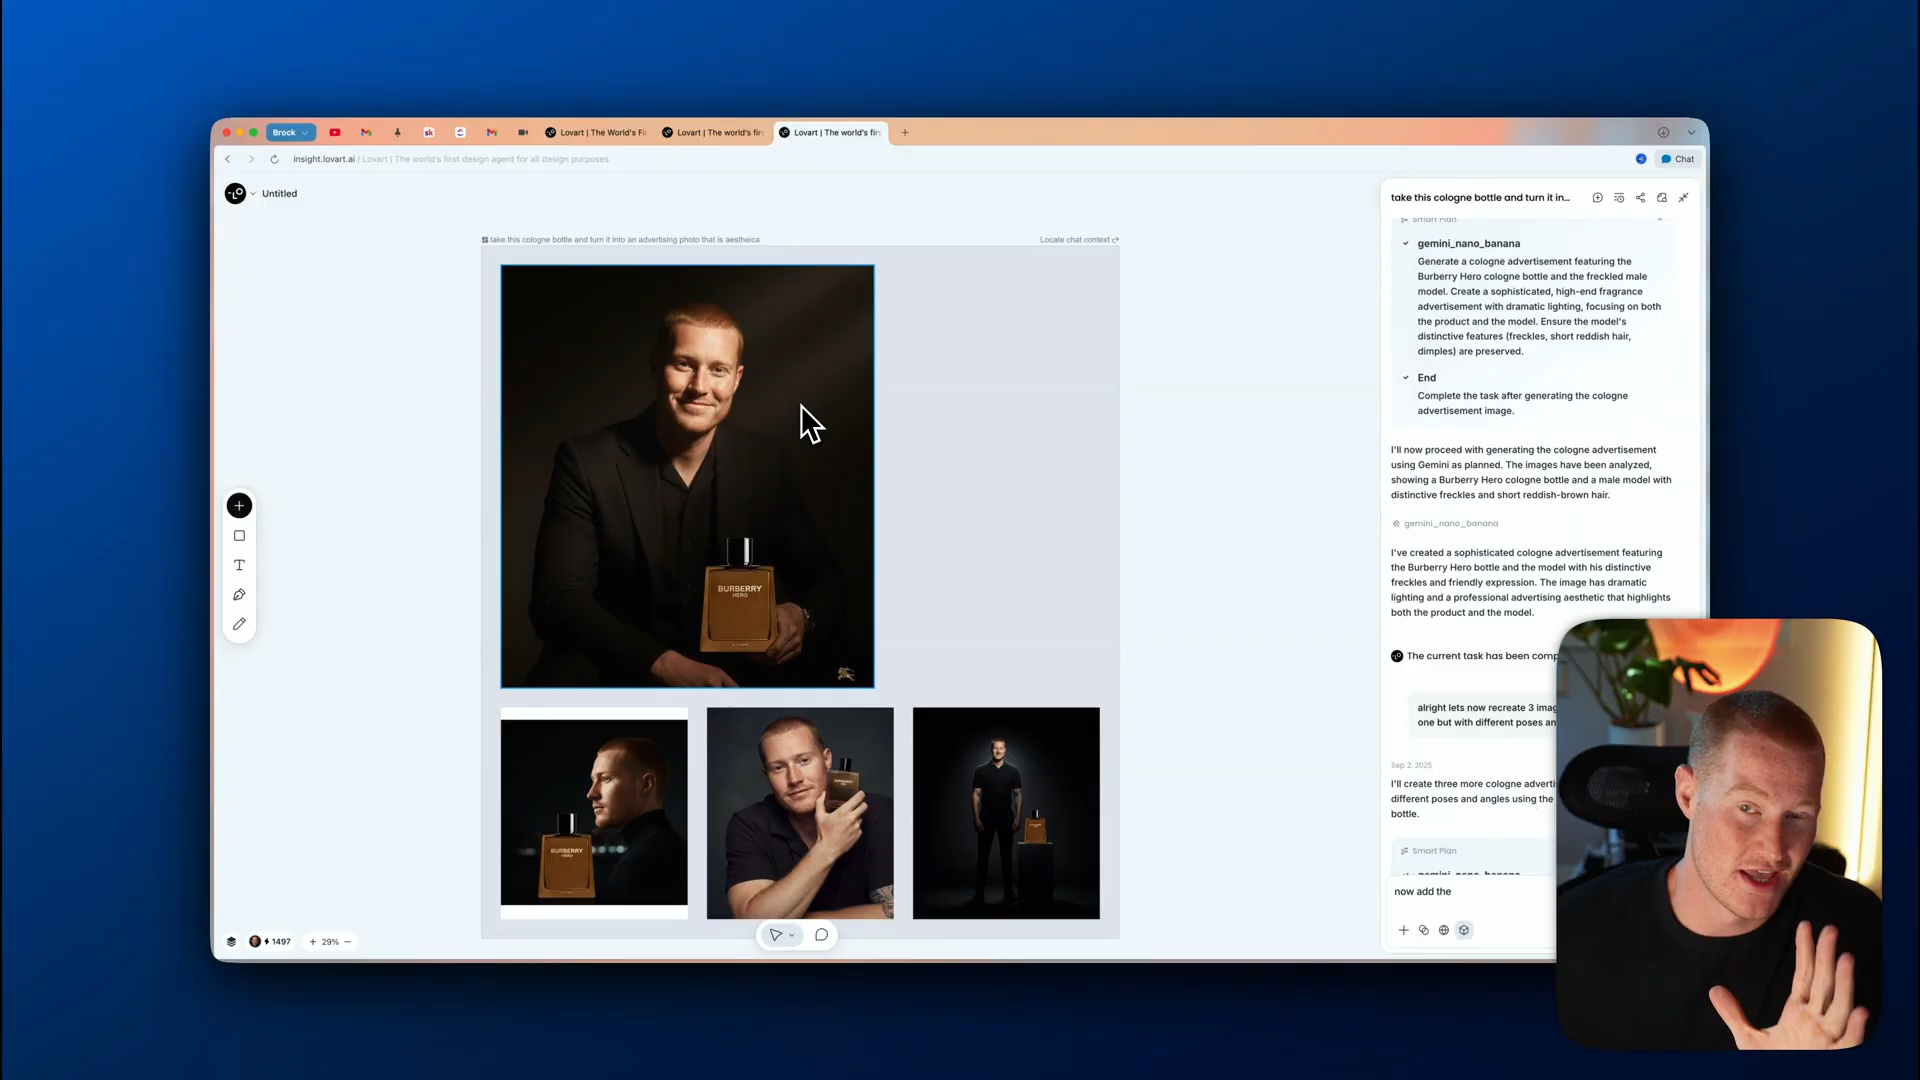 Brock
sk
Lovart | The World's Fi
Lovart | The world's firs
Lovart | The world's firs
insight.lovart.ai / Lovart | The world's first design agent for all design purposes
Chat
Untitled
take this cologne bottle and turn it into an advertising photo that is aestheica
Locate chat context
BURBERRY
HERO
BURBERRY
HERO
1497
29%
take this cologne bottle and turn it in...
Smart Plan
gemini_nano_banana
Generate a cologne advertisement featuring the
Burberry Hero cologne bottle and the freckled male
model. Create a sophisticated, high-end fragrance
advertisement with dramatic lighting, focusing on both
the product and the model. Ensure the model's
distinctive features (freckles, short reddish hair,
dimples) are preserved.
End
Complete the task after generating the cologne
advertisement image.
I'll now proceed with generating the cologne advertisement
using Gemini as planned. The images have been analyzed,
showing a Burberry Hero cologne bottle and a male model with
distinctive freckles and short reddish-brown hair.
gemini_nano_banana
I've created a sophisticated cologne advertisement featuring
the Burberry Hero bottle and the model with his distinctive
freckles and friendly expression. The image has dramatic
lighting and a professional advertising aesthetic that highlights
both the product and the model.
The current task has been comp
alright lets now recreate 3 imag
one but with different poses an
Sep 2, 2025
I'll create three more cologne adverti
different poses and angles using the
bottle.
Smart Plan
gemini_nano_banana
now add the